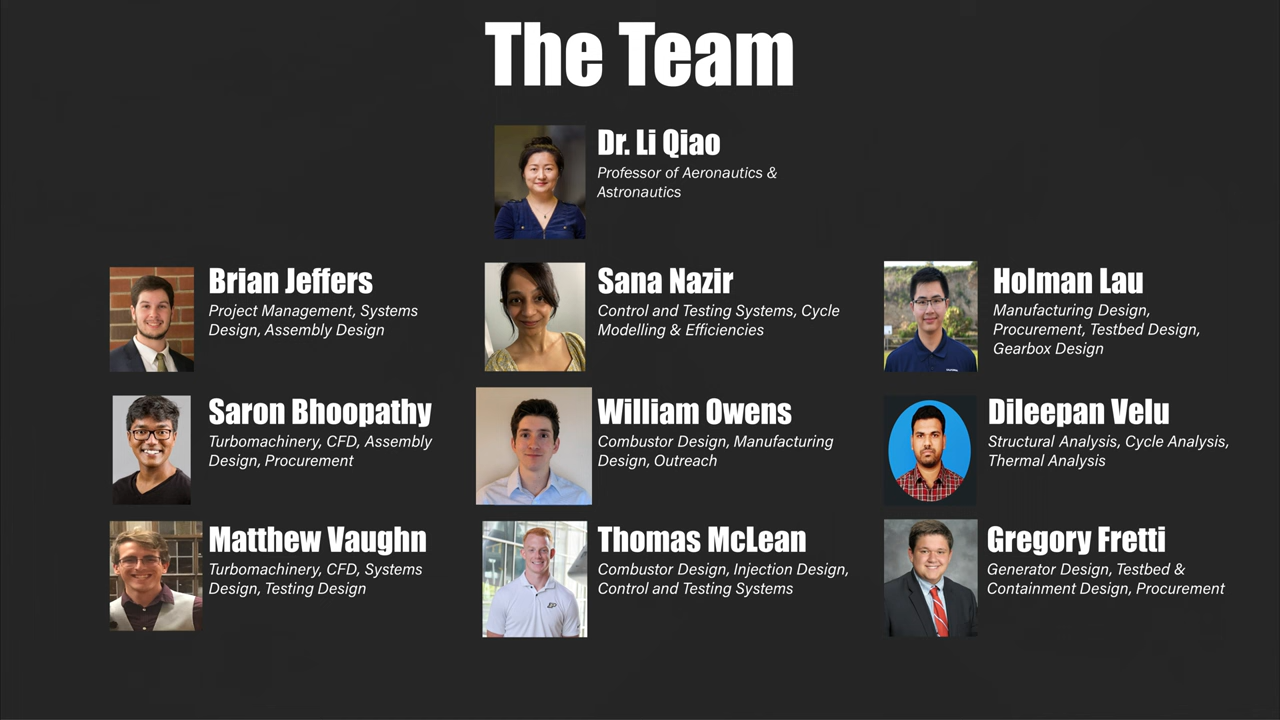 The Team
Dr. Li Qiao
Professor of Aeronautics &
Astronautics
Brian Jeffers
Project Management, Systems
Design, Assembly Design
Sana Nazir
Control and Testing Systems, Cycle
Modelling & Efficiencies
Holman Lau
Manufacturing Design,
Procurement, Testbed Design,
Gearbox Design
Saron Bhoopathy
Turbomachinery, CFD, Assembly
Design, Procurement
William Owens
Combustor Design, Manufacturing
Design, Outreach
Dileepan Velu
Structural Analysis, Cycle Analysis,
Thermal Analysis
Matthew Vaughn
Turbomachinery, CFD, Systems
Design, Testing Design
Thomas McLean
Combustor Design, Injection Design,
Control and Testing Systems
Gregory Fretti
Generator Design, Testbed &
Containment Design, Procurement